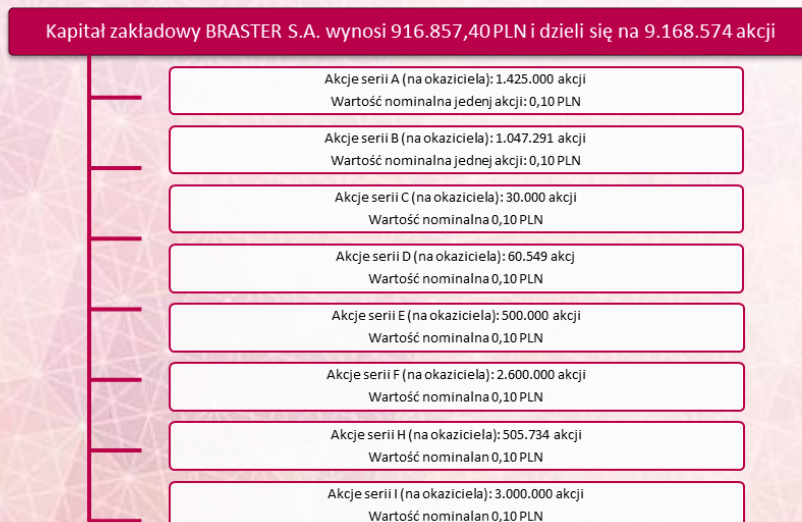 Kapitał zakładowy BRASTER S.A. wynosi 916.857,40 PLN i dzieli się na 9.168.574 akcji
Akcje serii A (na okaziciela): 1.425.000 akcji
Wartość nominalna jedenj akcji: 0,10 PLN
Akcje serii B (na okaziciela): 1.047.291 akcji
Wartość nominalna jednej akcji: 0,10 PLN
Akcje serii C (na okaziciela): 30.000 akcji
Wartość nominalna 0,10 PLN
Akcje serii D (na okaziciela): 60.549 akcj
Wartość nominalna 0,10 PLN
Akcje serii E (na okaziciela): 500.000 akcji
Wartość nominalna 0,10 PLN
Akcje serii F (na okaziciela): 2.600.000 akcji
Wartość nominalna 0,10 PLN
Akcje serii H (na okaziciela): 505.734 akcji
Wartość nominalan 0,10 PLN
Akcje serii I (na okaziciela): 3.000.000 akcji
Wartość nominalan 0,10 PLN